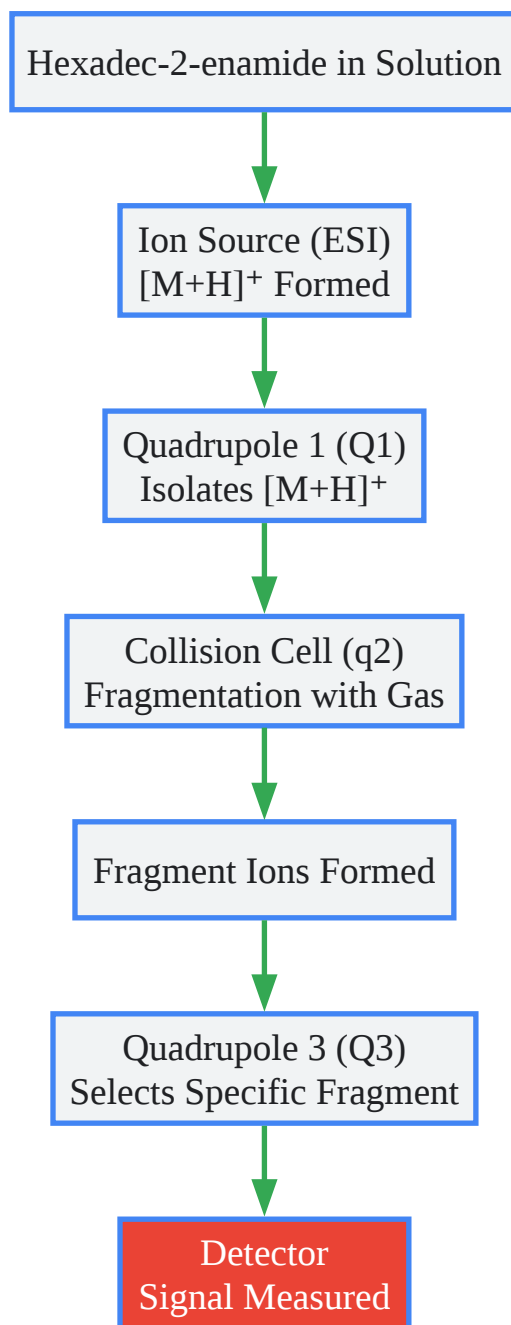 Hexadec-2-enamide in Solution
Ion Source (ESI)
[M+H]⁺ Formed
Quadrupole 1 (Q1)
Isolates [M+H]⁺
Collision Cell (q2)
Fragmentation with Gas
Fragment Ions Formed
Quadrupole 3 (Q3)
Selects Specific Fragment
Detector
Signal Measured